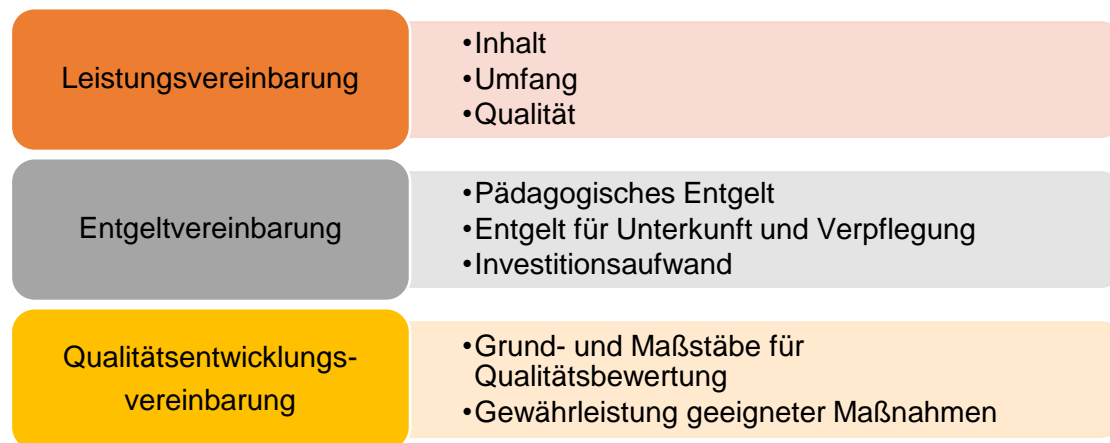 Leistungsvereinbarung
•Inhalt
•Umfang
•Qualität
Entgeltvereinbarung
•Pädagogisches Entgelt
•Entgelt für Unterkunft und Verpflegung
•Investitionsaufwand
Qualitätsentwicklungs-
vereinbarung
•Grund- und Maßstäbe für
Qualitätsbewertung
•Gewährleistung geeigneter Maßnahmen